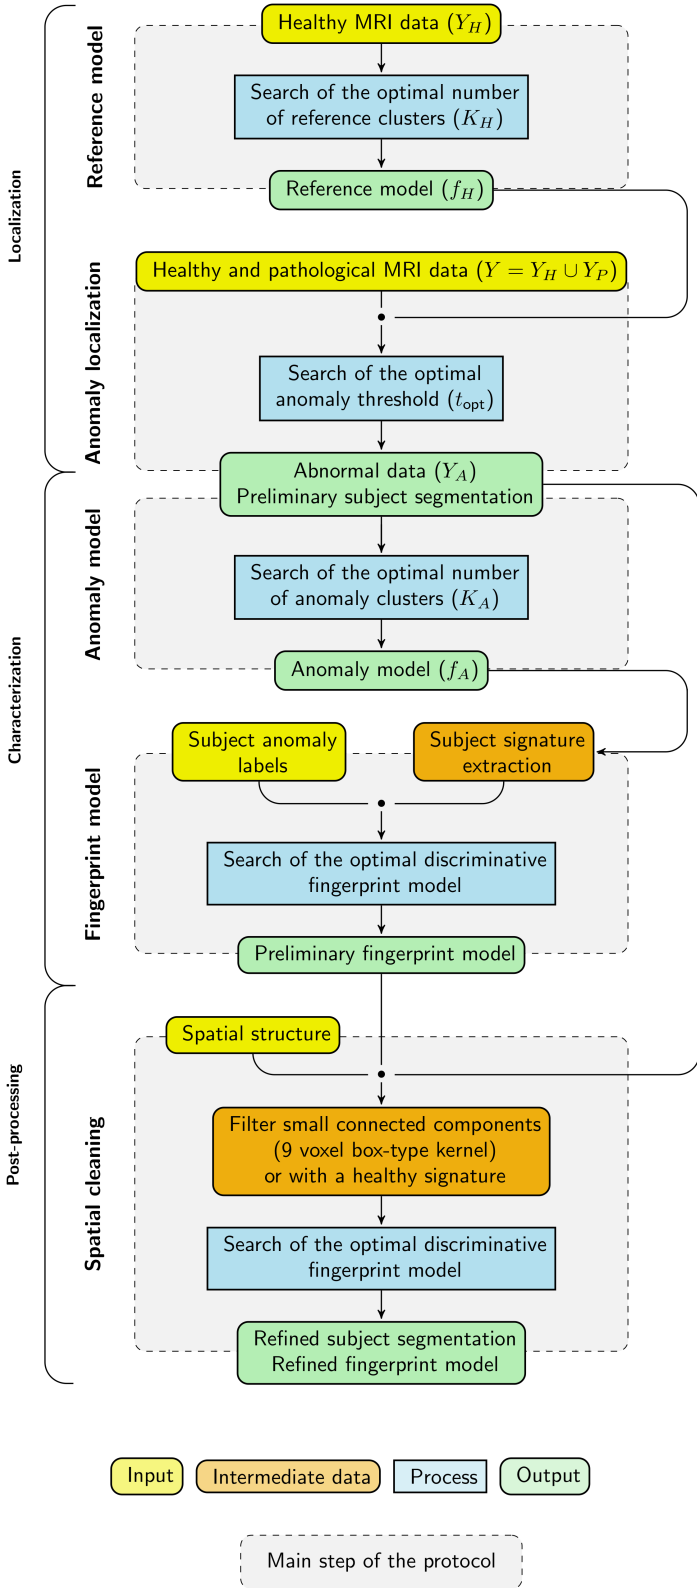 Localization
Reference model
Healthy MRI data (Y_H)
Search of the optimal number
of reference clusters (K_H)
Reference model (f_H)
Anomaly localization
Healthy and pathological MRI data (Y = Y_H ∪ Y_P)
Search of the optimal
anomaly threshold (t_opt)
Abnormal data (Y_A)
Preliminary subject segmentation
Characterization
Anomaly model
Search of the optimal number
of anomaly clusters (K_A)
Anomaly model (f_A)
Fingerprint model
Subject anomaly
labels
Subject signature
extraction
Search of the optimal discriminative
fingerprint model
Preliminary fingerprint model
Post-processing
Spatial cleaning
Spatial structure
Filter small connected components
(9 voxel box-type kernel)
or with a healthy signature
Search of the optimal discriminative
fingerprint model
Refined subject segmentation
Refined fingerprint model
Input
Intermediate data
Process
Output
Main step of the protocol